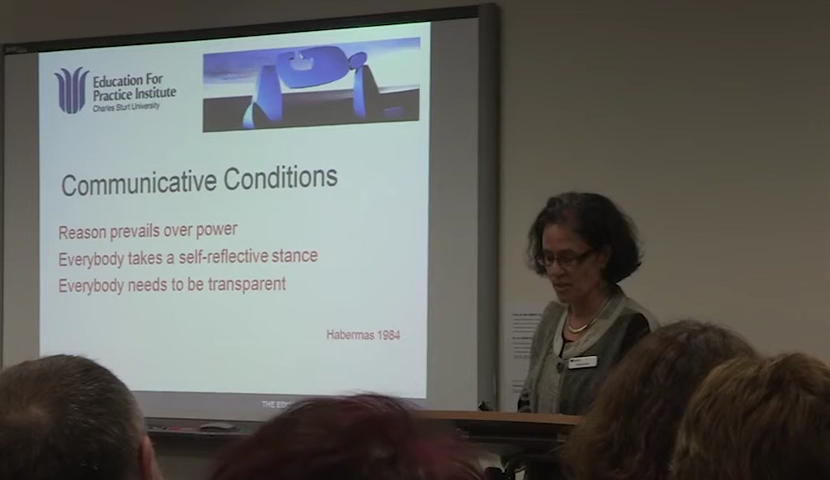 Education For
Practice Institute
Charles Sturt University
Communicative Conditions
Reason prevails over power
Everybody takes a self-reflective stance
Everybody needs to be transparent
Habermas 1984
THE